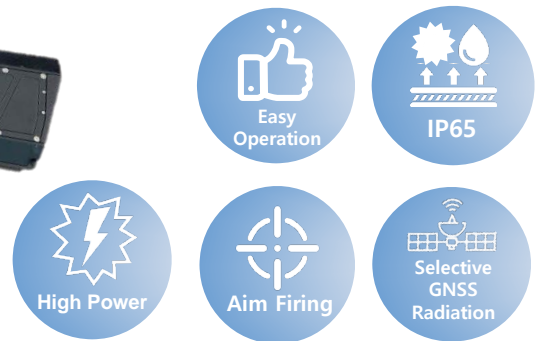 Easy
Operation
IP65
High Power
Aim Firing
Selective
GNSS
Radiation